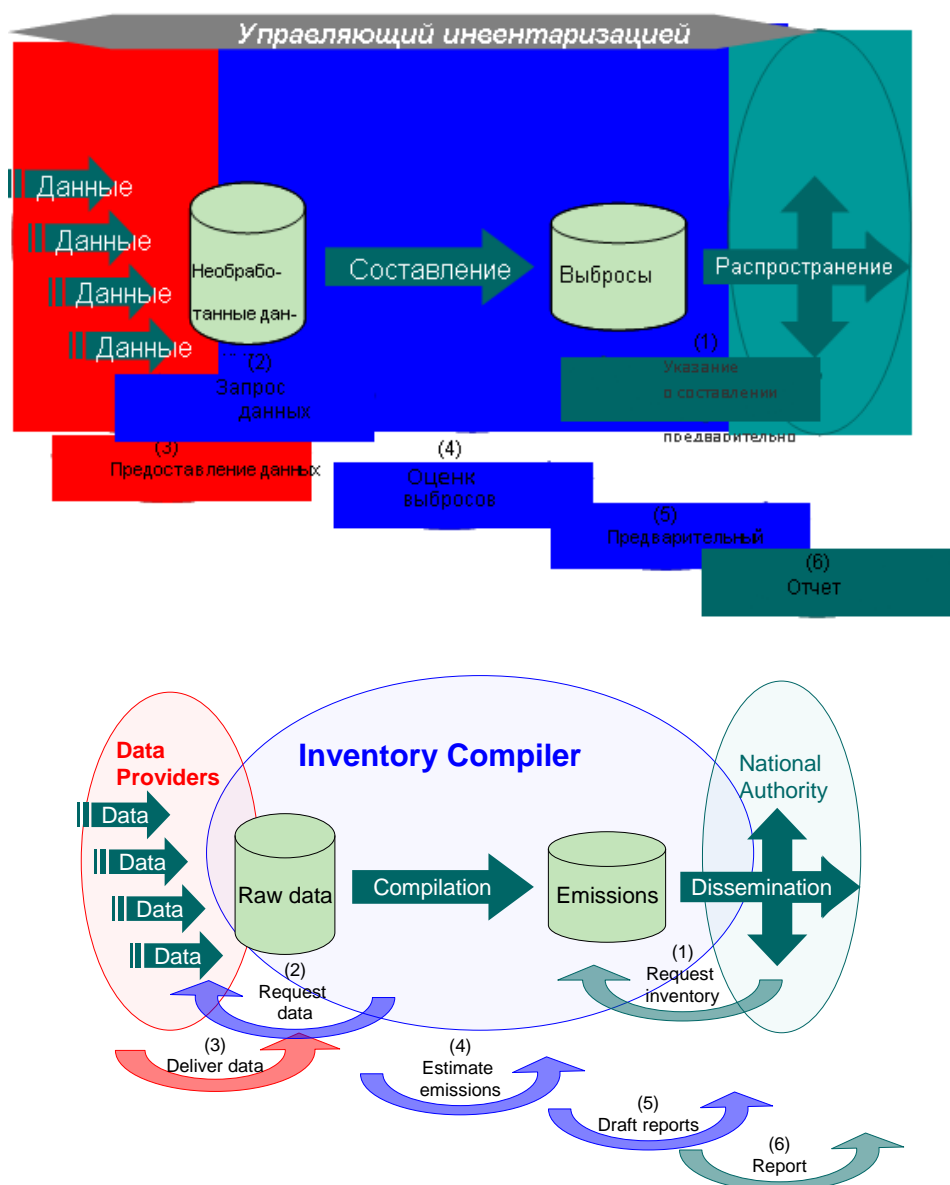 Управляющий инвентаризацией
Данные
Данные
Данные
Данные
Необрабо-
танные дан-
Составление
Выбросы
Распространение
(1)
Указание
о составлении
предварительно
(2)
Запрос
данных
(3)
Предоставление данных
(4)
Оценк
выбросов
(5)
Предварительный
(6)
Отчет
Data
Providers
Inventory Compiler
National
Authority
Data
Data
Data
Data
Raw data
Compilation
Emissions
Dissemination
(1)
Request
inventory
(2)
Request
data
(3)
Deliver data
(4)
Estimate
emissions
(5)
Draft reports
(6)
Report